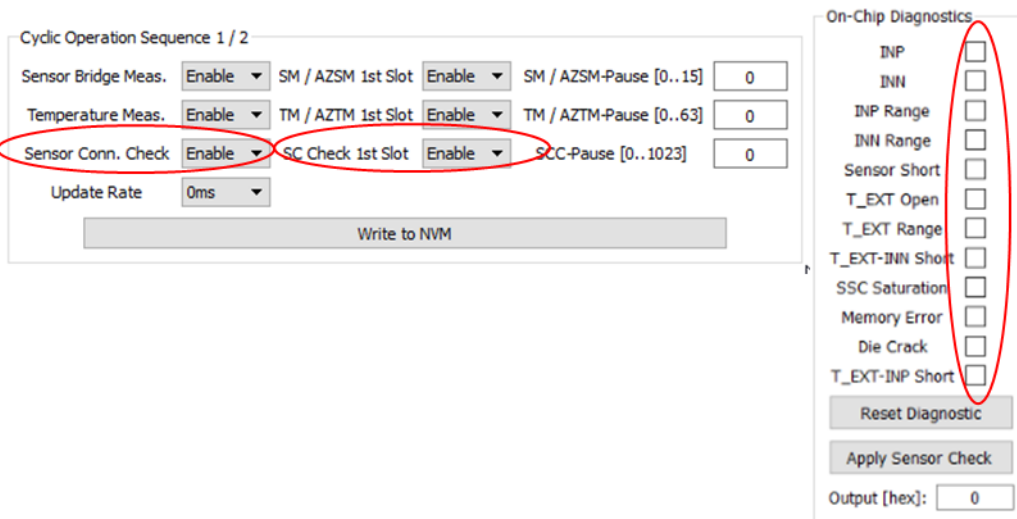 Cyclic Operation Sequence 1 / 2
Sensor Bridge Meas. Enable SM / AZSM 1st Slot Enable SM / AZSM-Pause [0..15] 0
Temperature Meas. Enable TM / AZTM 1st Slot Enable TM / AZTM-Pause [0..63] 0
Sensor Conn. Check Enable SC Check 1st Slot Enable SCC-Pause [0..1023] 0
Update Rate 0ms
Write to NVM
On-Chip Diagnostics
INP
INN
INP Range
INN Range
Sensor Short
T_EXT Open
T_EXT Range
T_EXT-INN Short
SSC Saturation
Memory Error
Die Crack
T_EXT-INP Short
Reset Diagnostic
Apply Sensor Check
Output [hex]: 0